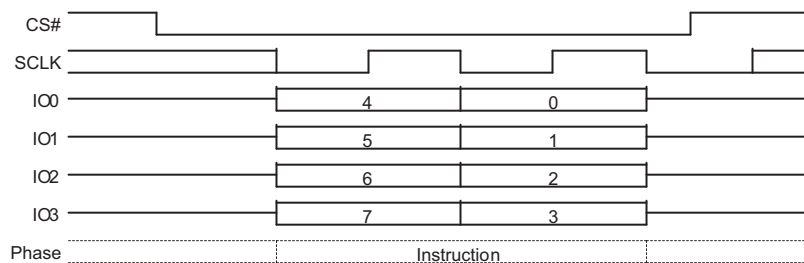 CS#
SCLK
IO0 4 0
IO1 5 1
IO2 6 2
IO3 7 3
Phase Instruction